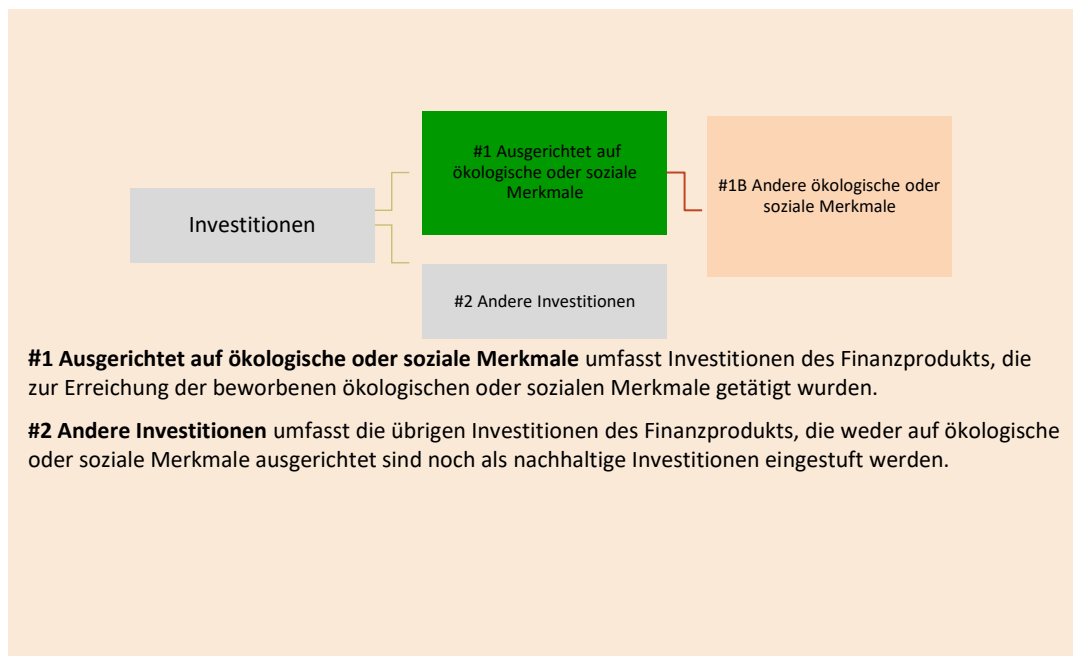 #1 Ausgerichtet auf
ökologische oder soziale
Merkmale
#1B Andere ökologische oder
soziale Merkmale
Investitionen
#2 Andere Investitionen
#1 Ausgerichtet auf ökologische oder soziale Merkmale umfasst Investitionen des Finanzprodukts, die
zur Erreichung der beworbenen ökologischen oder sozialen Merkmale getätigt wurden.
#2 Andere Investitionen umfasst die übrigen Investitionen des Finanzprodukts, die weder auf ökologische
oder soziale Merkmale ausgerichtet sind noch als nachhaltige Investitionen eingestuft werden.